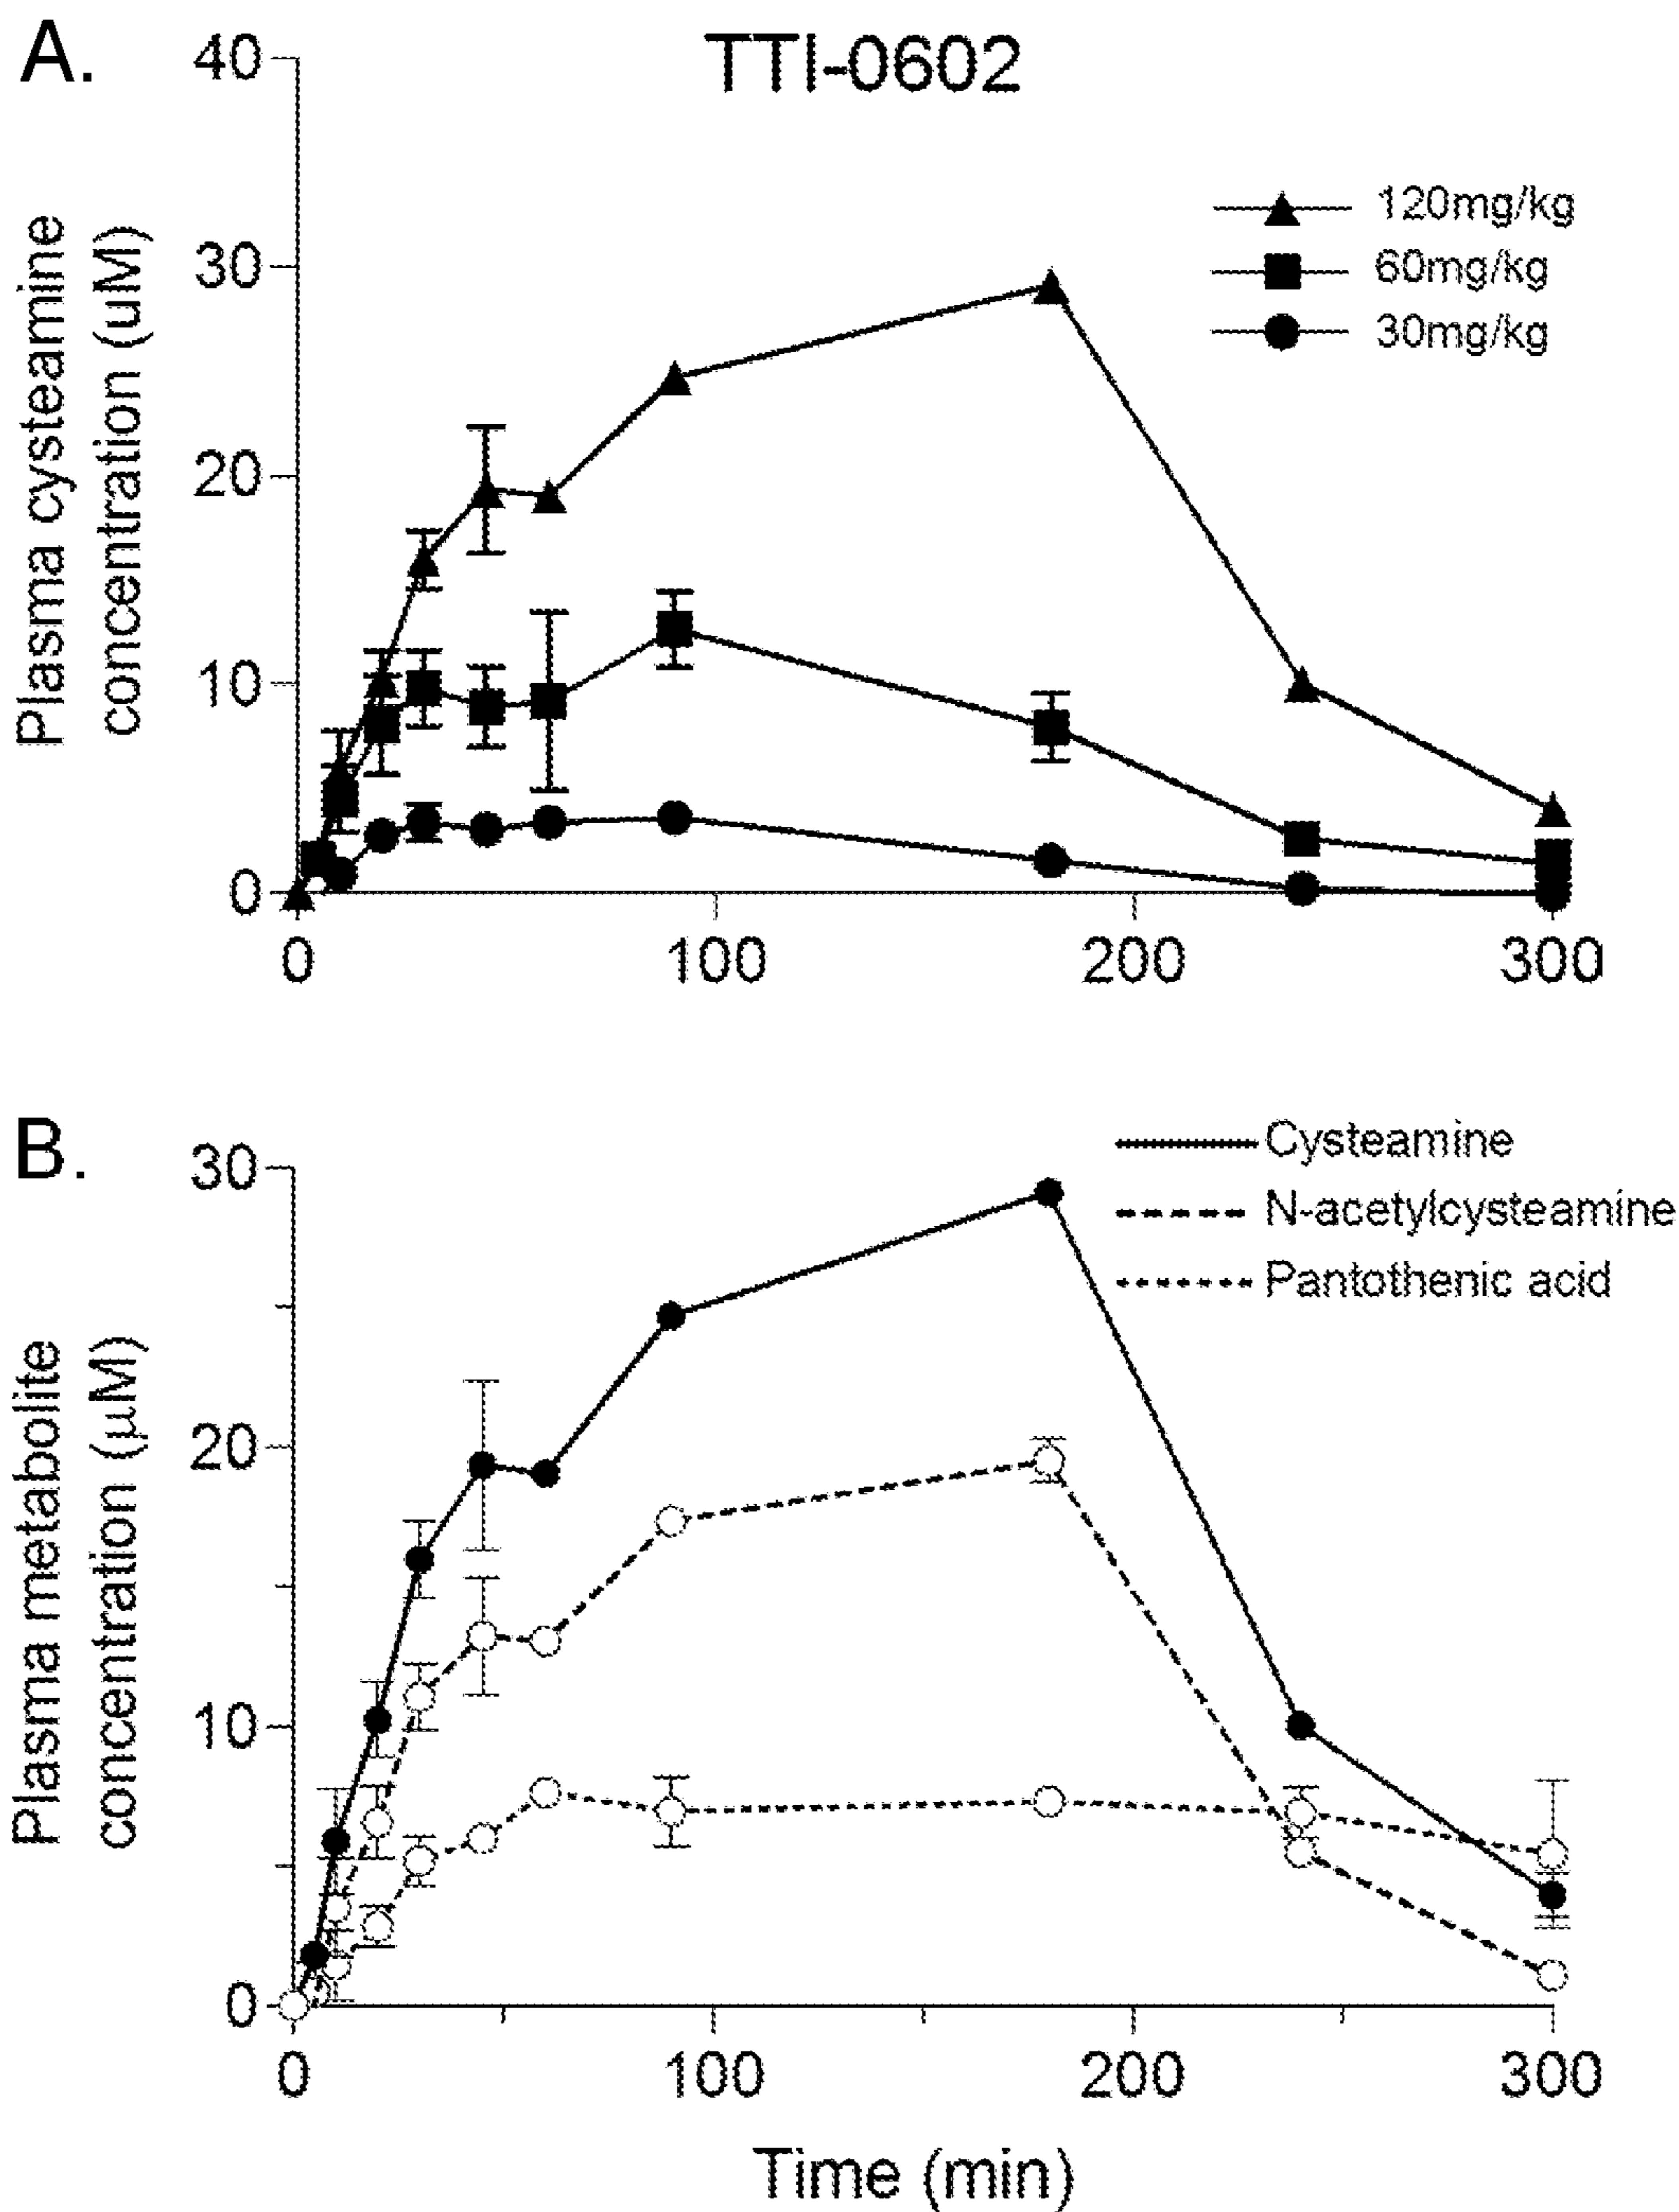 A.
TTI-0602
40
30
20
10
0
Plasma cysteamine
concentration (uM)
120mg/kg
60mg/kg
30mg/kg
0
100
200
300
B.
30
20
10
0
Plasma metabolite
concentration (μM)
Cysteamine
N-acetylcysteamine
Pantothenic acid
0
100
200
300
Time (min)